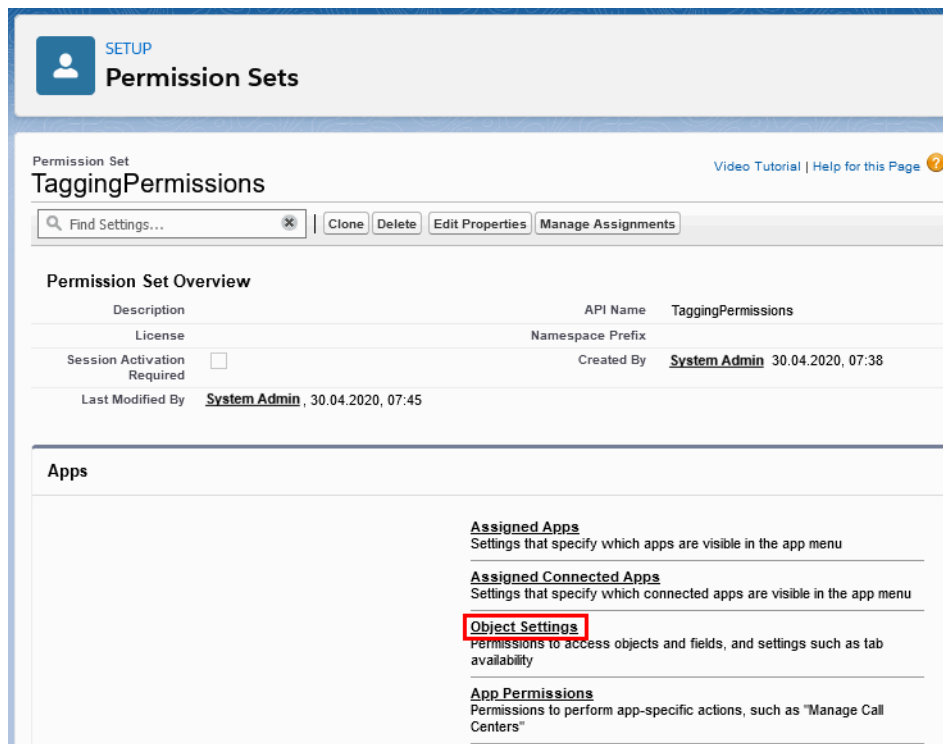 SETUP
Permission Sets
Permission Set
TaggingPermissions
Video Tutorial | Help for this Page ?
Find Settings... Clone Delete Edit Properties Manage Assignments
Permission Set Overview
Description API Name TaggingPermissions
License Namespace Prefix
Session Activation Required Created By System Admin 30.04.2020, 07:38
Last Modified By System Admin , 30.04.2020, 07:45
Apps
Assigned Apps
Settings that specify which apps are visible in the app menu
Assigned Connected Apps
Settings that specify which connected apps are visible in the app menu
Object Settings
Permissions to access objects and fields, and settings such as tab
availability
App Permissions
Permissions to perform app-specific actions, such as "Manage Call
Centers"